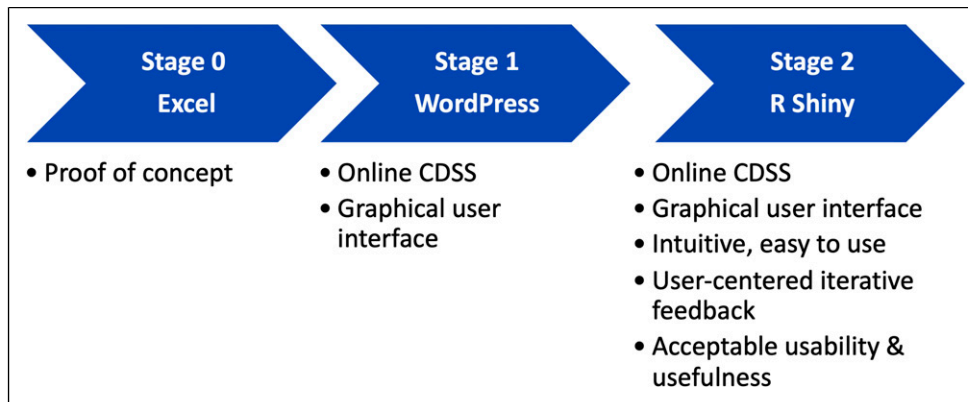 Stage 0
Excel
• Proof of concept
Stage 1
WordPress
• Online CDSS
• Graphical user
interface
Stage 2
R Shiny
• Online CDSS
• Graphical user interface
• Intuitive, easy to use
• User-centered iterative
feedback
• Acceptable usability &
usefulness